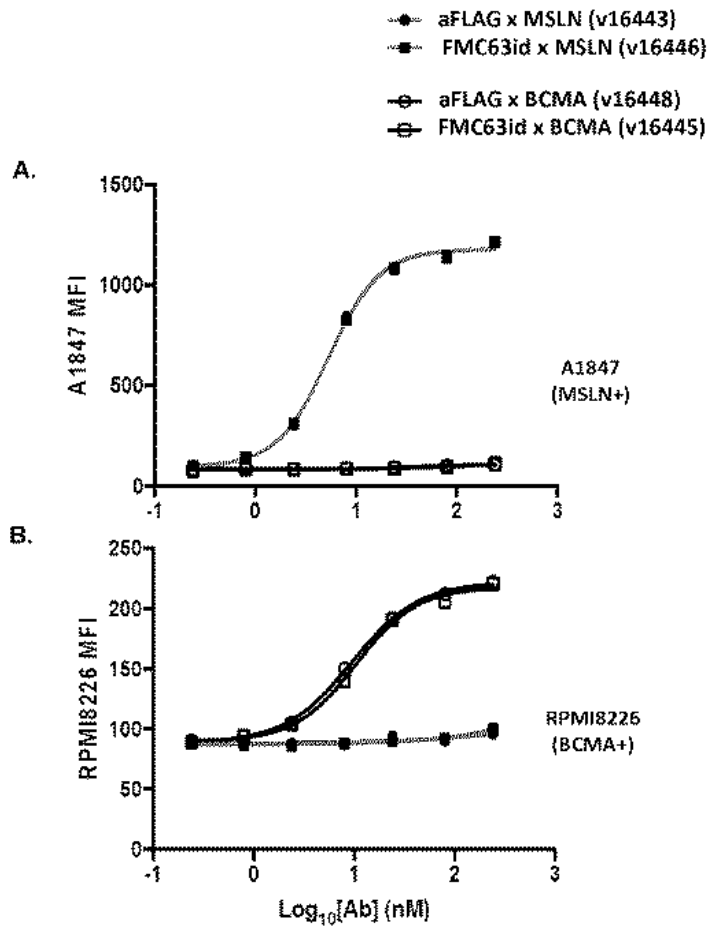 aFLAG x MSLN (v16443)
FMC63id x MSLN (v16446)
aFLAG x BCMA (v16448)
FMC63id x BCMA (v16445)
A.
1500
1000
500
0
-1 0 1 2 3
A1847 MFI
A1847
(MSLN+)
B.
250
200
150
100
50
0
-1 0 1 2 3
RPMI8226 MFI
RPMI8226
(BCMA+)
Log10[Ab] (nM)